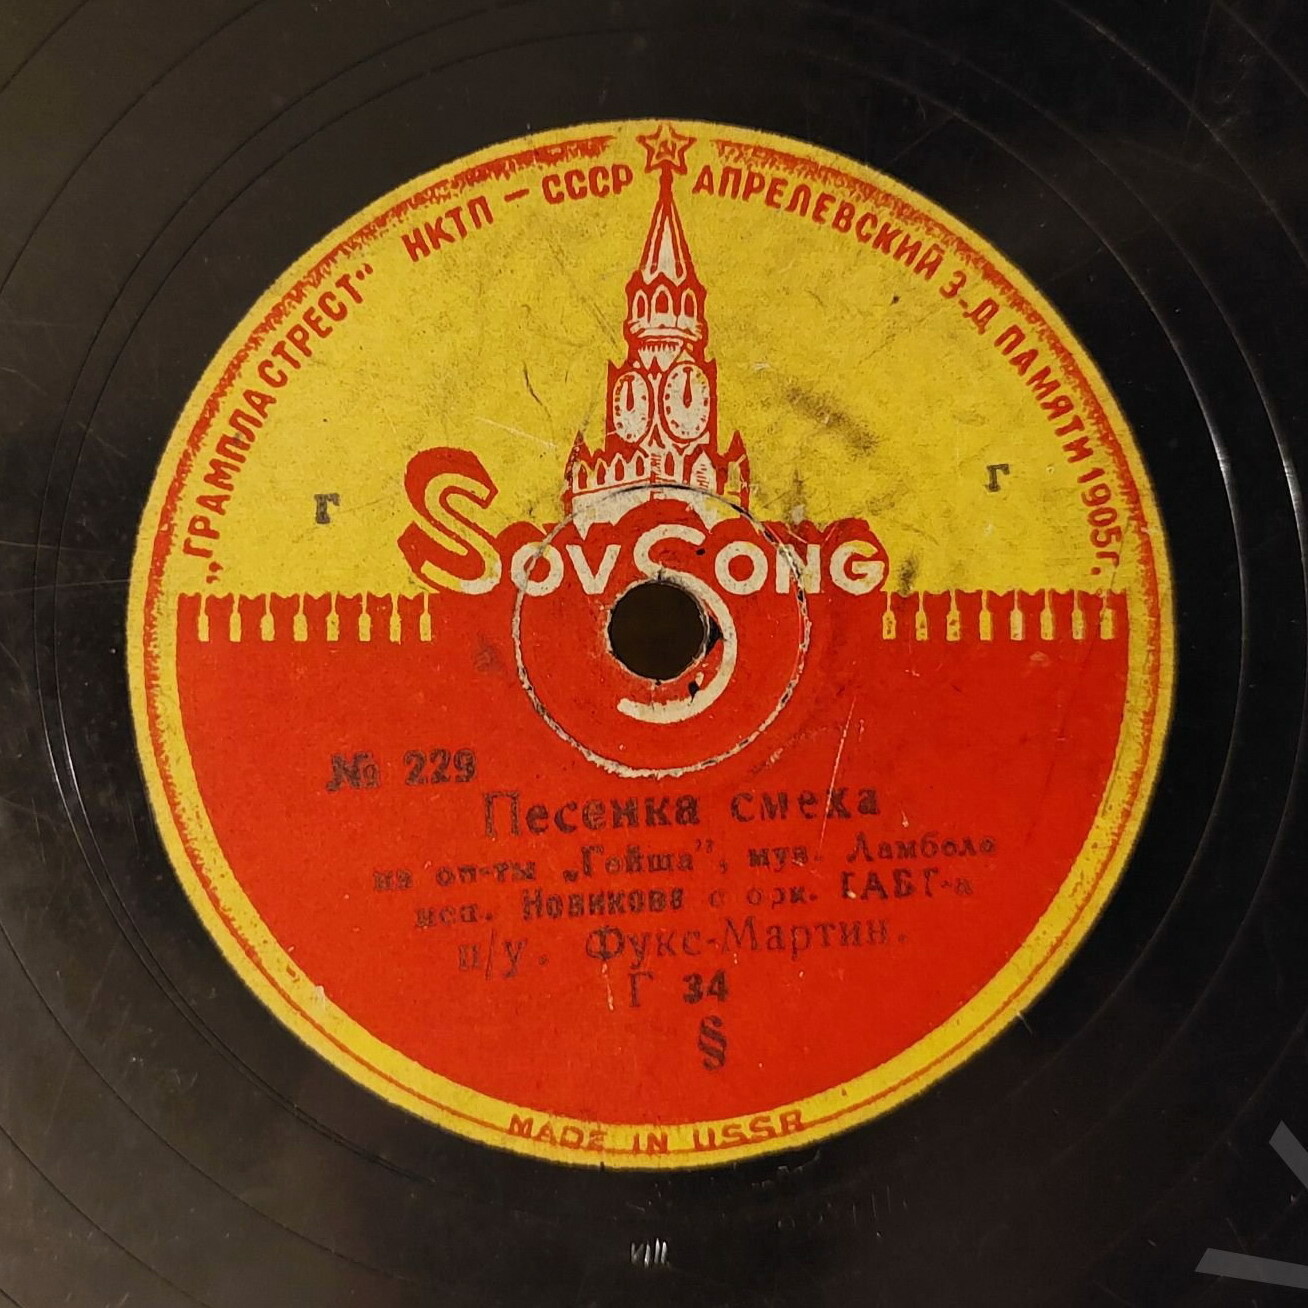 „ГРАМПЛАСТРЕСТ" НКТП — СССР АПРЕЛЕВСКИЙ З-Д ПАМЯТИ 1905 г.
Г Г
SOVSONG
№ 229
Песенка смеха
из оп-ты „Гейша", муз.
исп. Новикова с орк. ГАБТ-а
п/у. Фукс-Мартин.
Г 34
§
MADE IN USSR
VIII